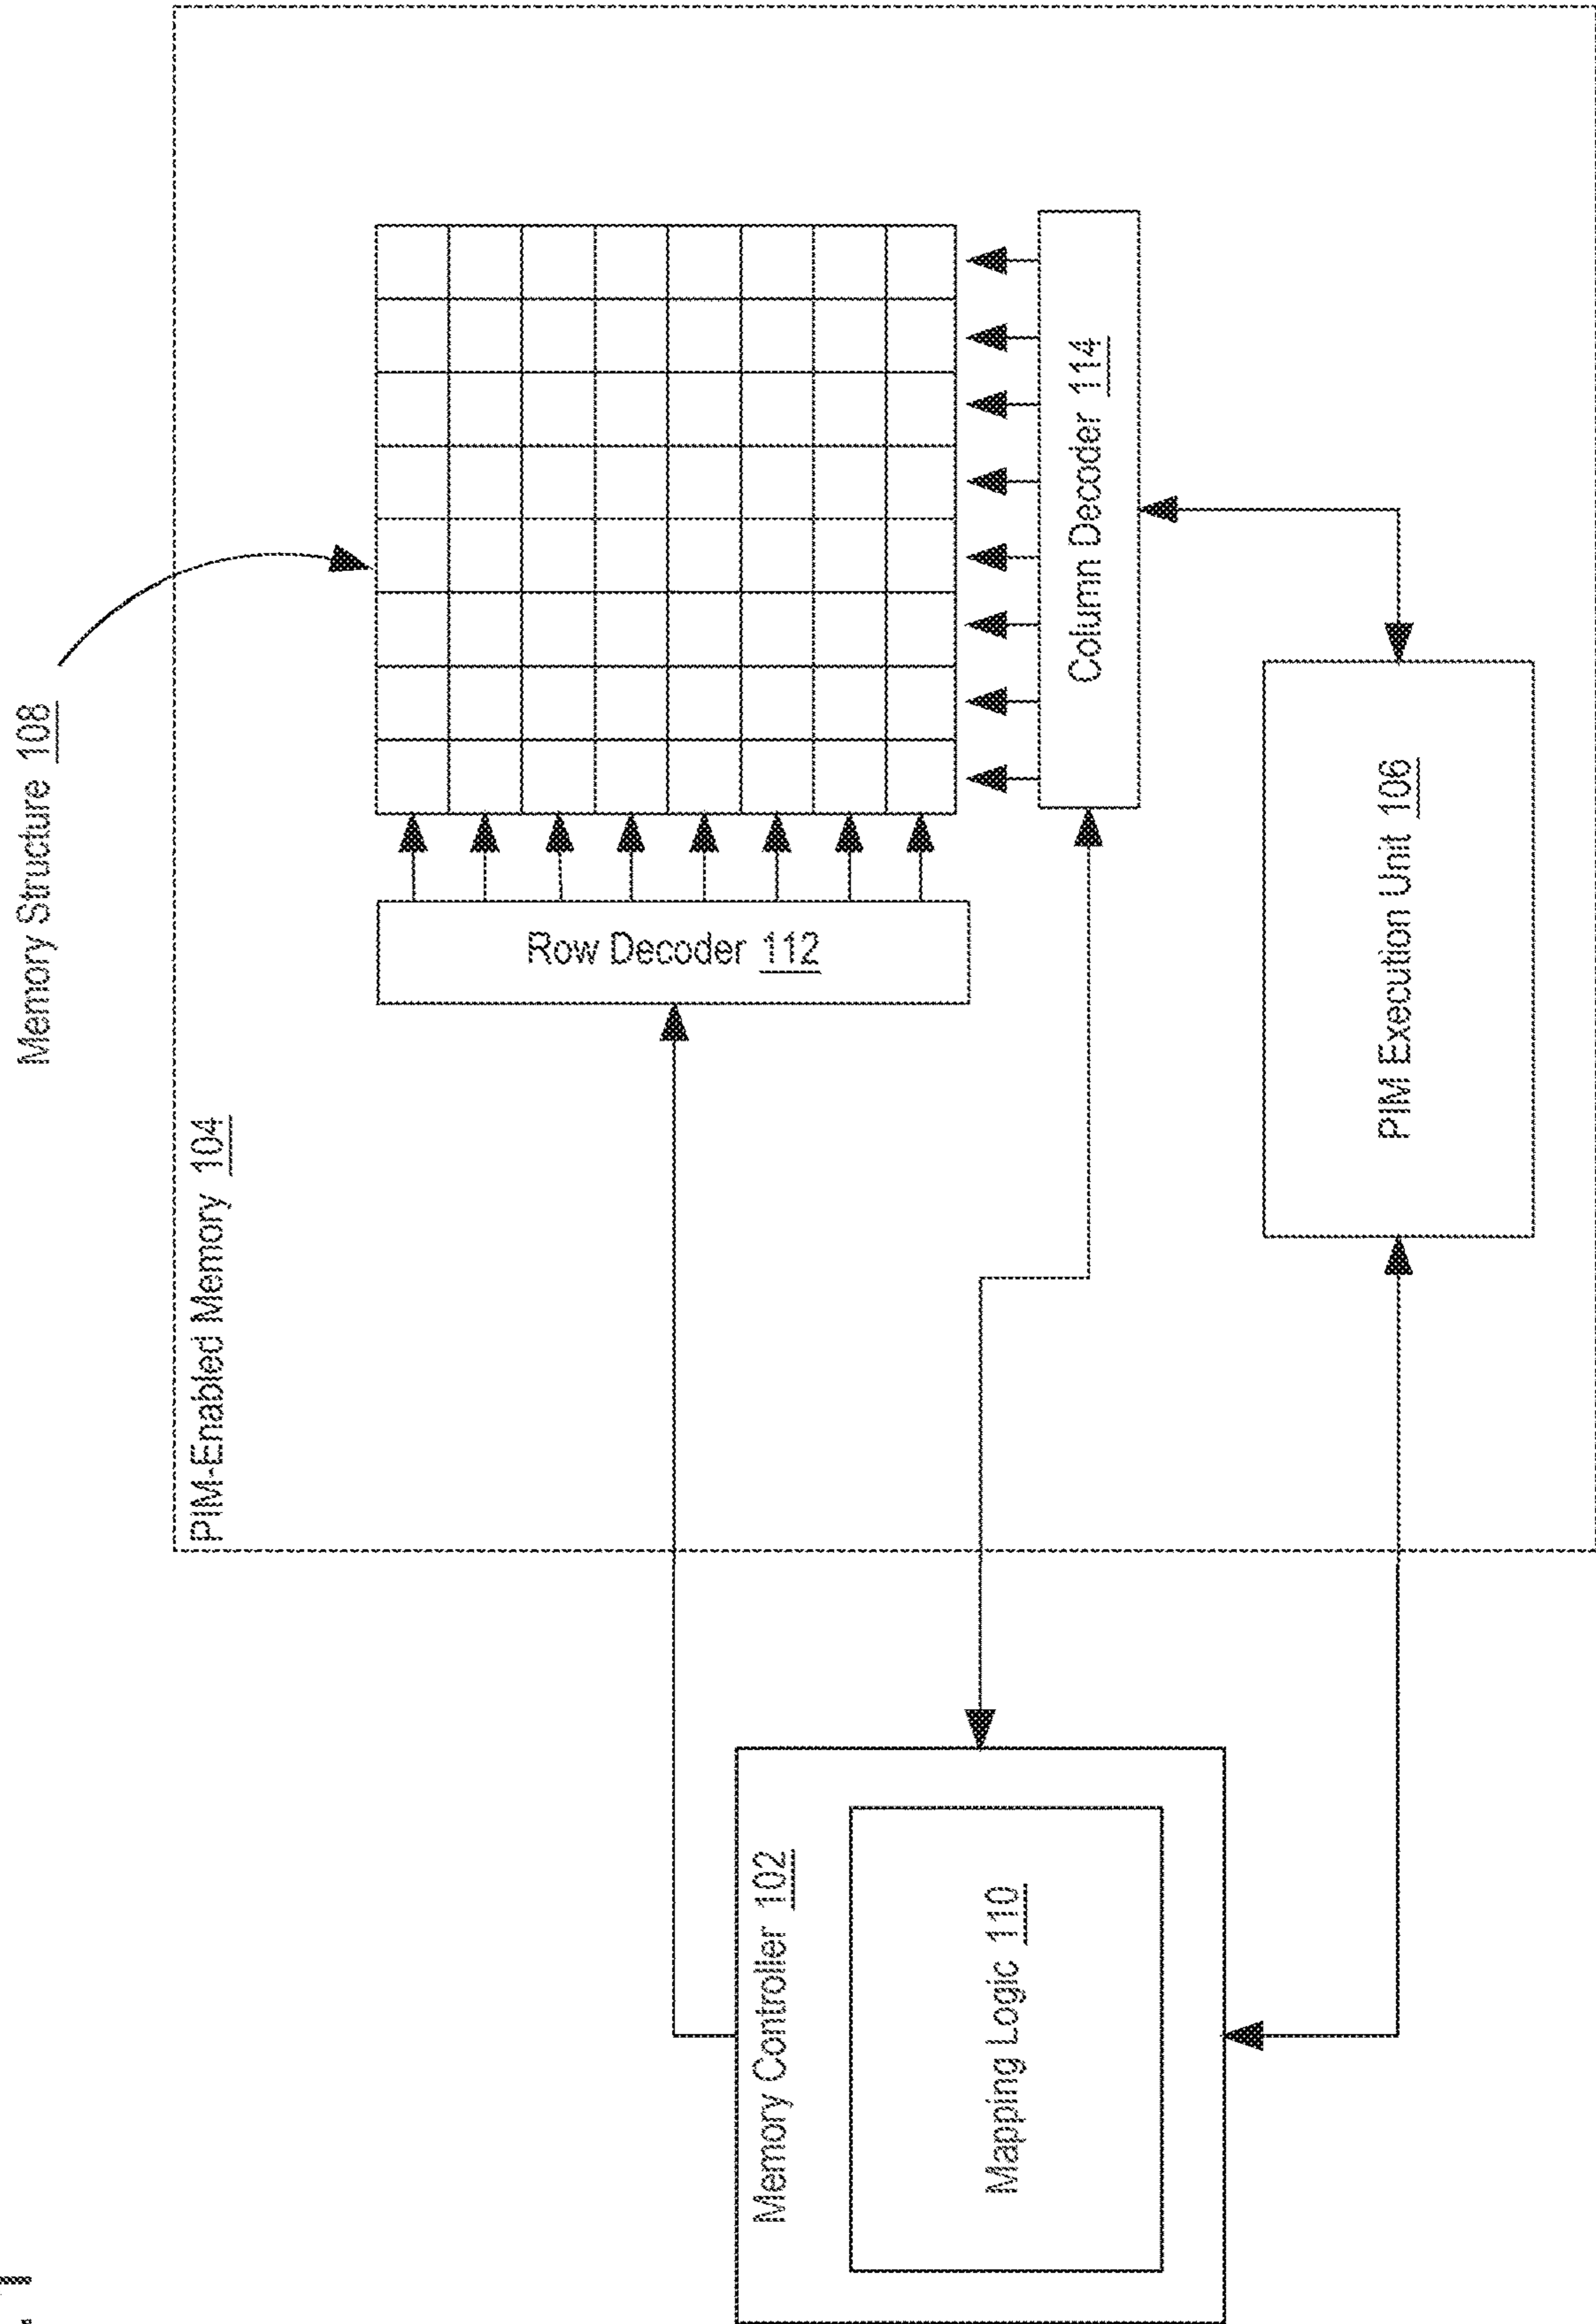 Memory Structure 108
PIM-Enabled Memory 104
Row Decoder 112
Column Decoder 114
Memory Controller 102
Mapping Logic 110
PIM Execution Unit 106